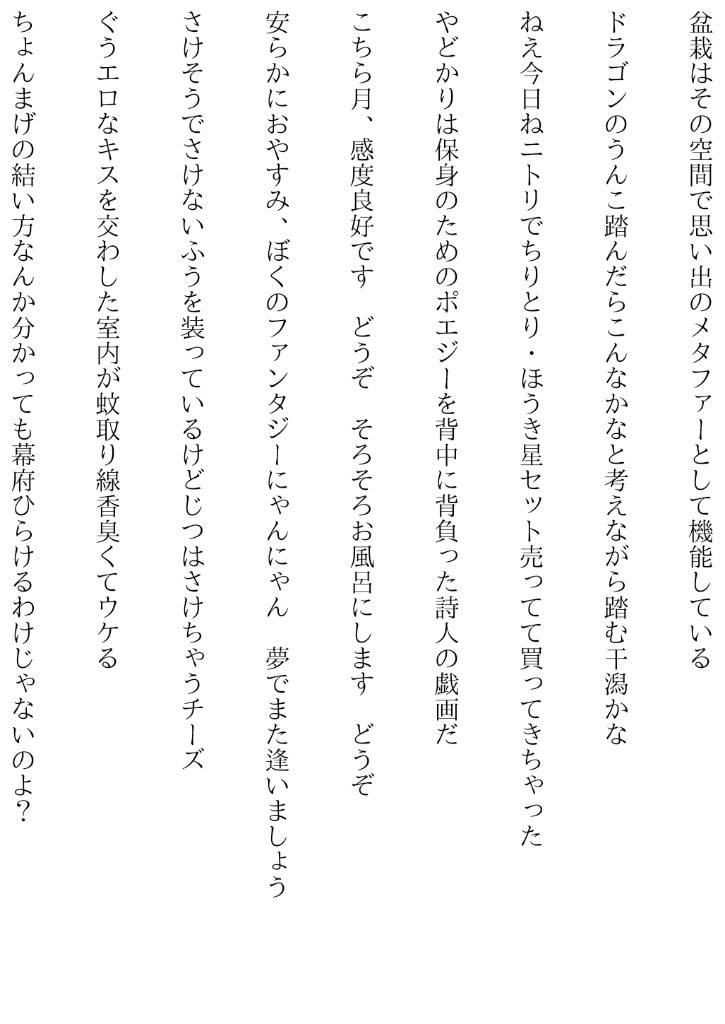 盆栽はその空間で思い出のメタファーとして機能している
ドラゴンのうんこ踏んだらこんなかなと考えながら踏む干潟かな
ねえ今日ねニトリでちりとり・ほうき星セット売ってて買ってきちゃった
やどかりは保身のためのポエジーを背中に背負った詩人の戯画だ
こちら月、感度良好です　どうぞ　そろそろお風呂にします　どうぞ
安らかにおやすみ、ぼくのファンタジーにゃんにゃん　夢でまた逢いましょう
さけそうでさけないふうを装っているけどじつはさけちゃうチーズ
ぐうエロなキスを交わした室内が蚊取り線香臭くてウケる
ちょんまげの結い方なんか分かっても幕府ひらけるわけじゃないのよ？